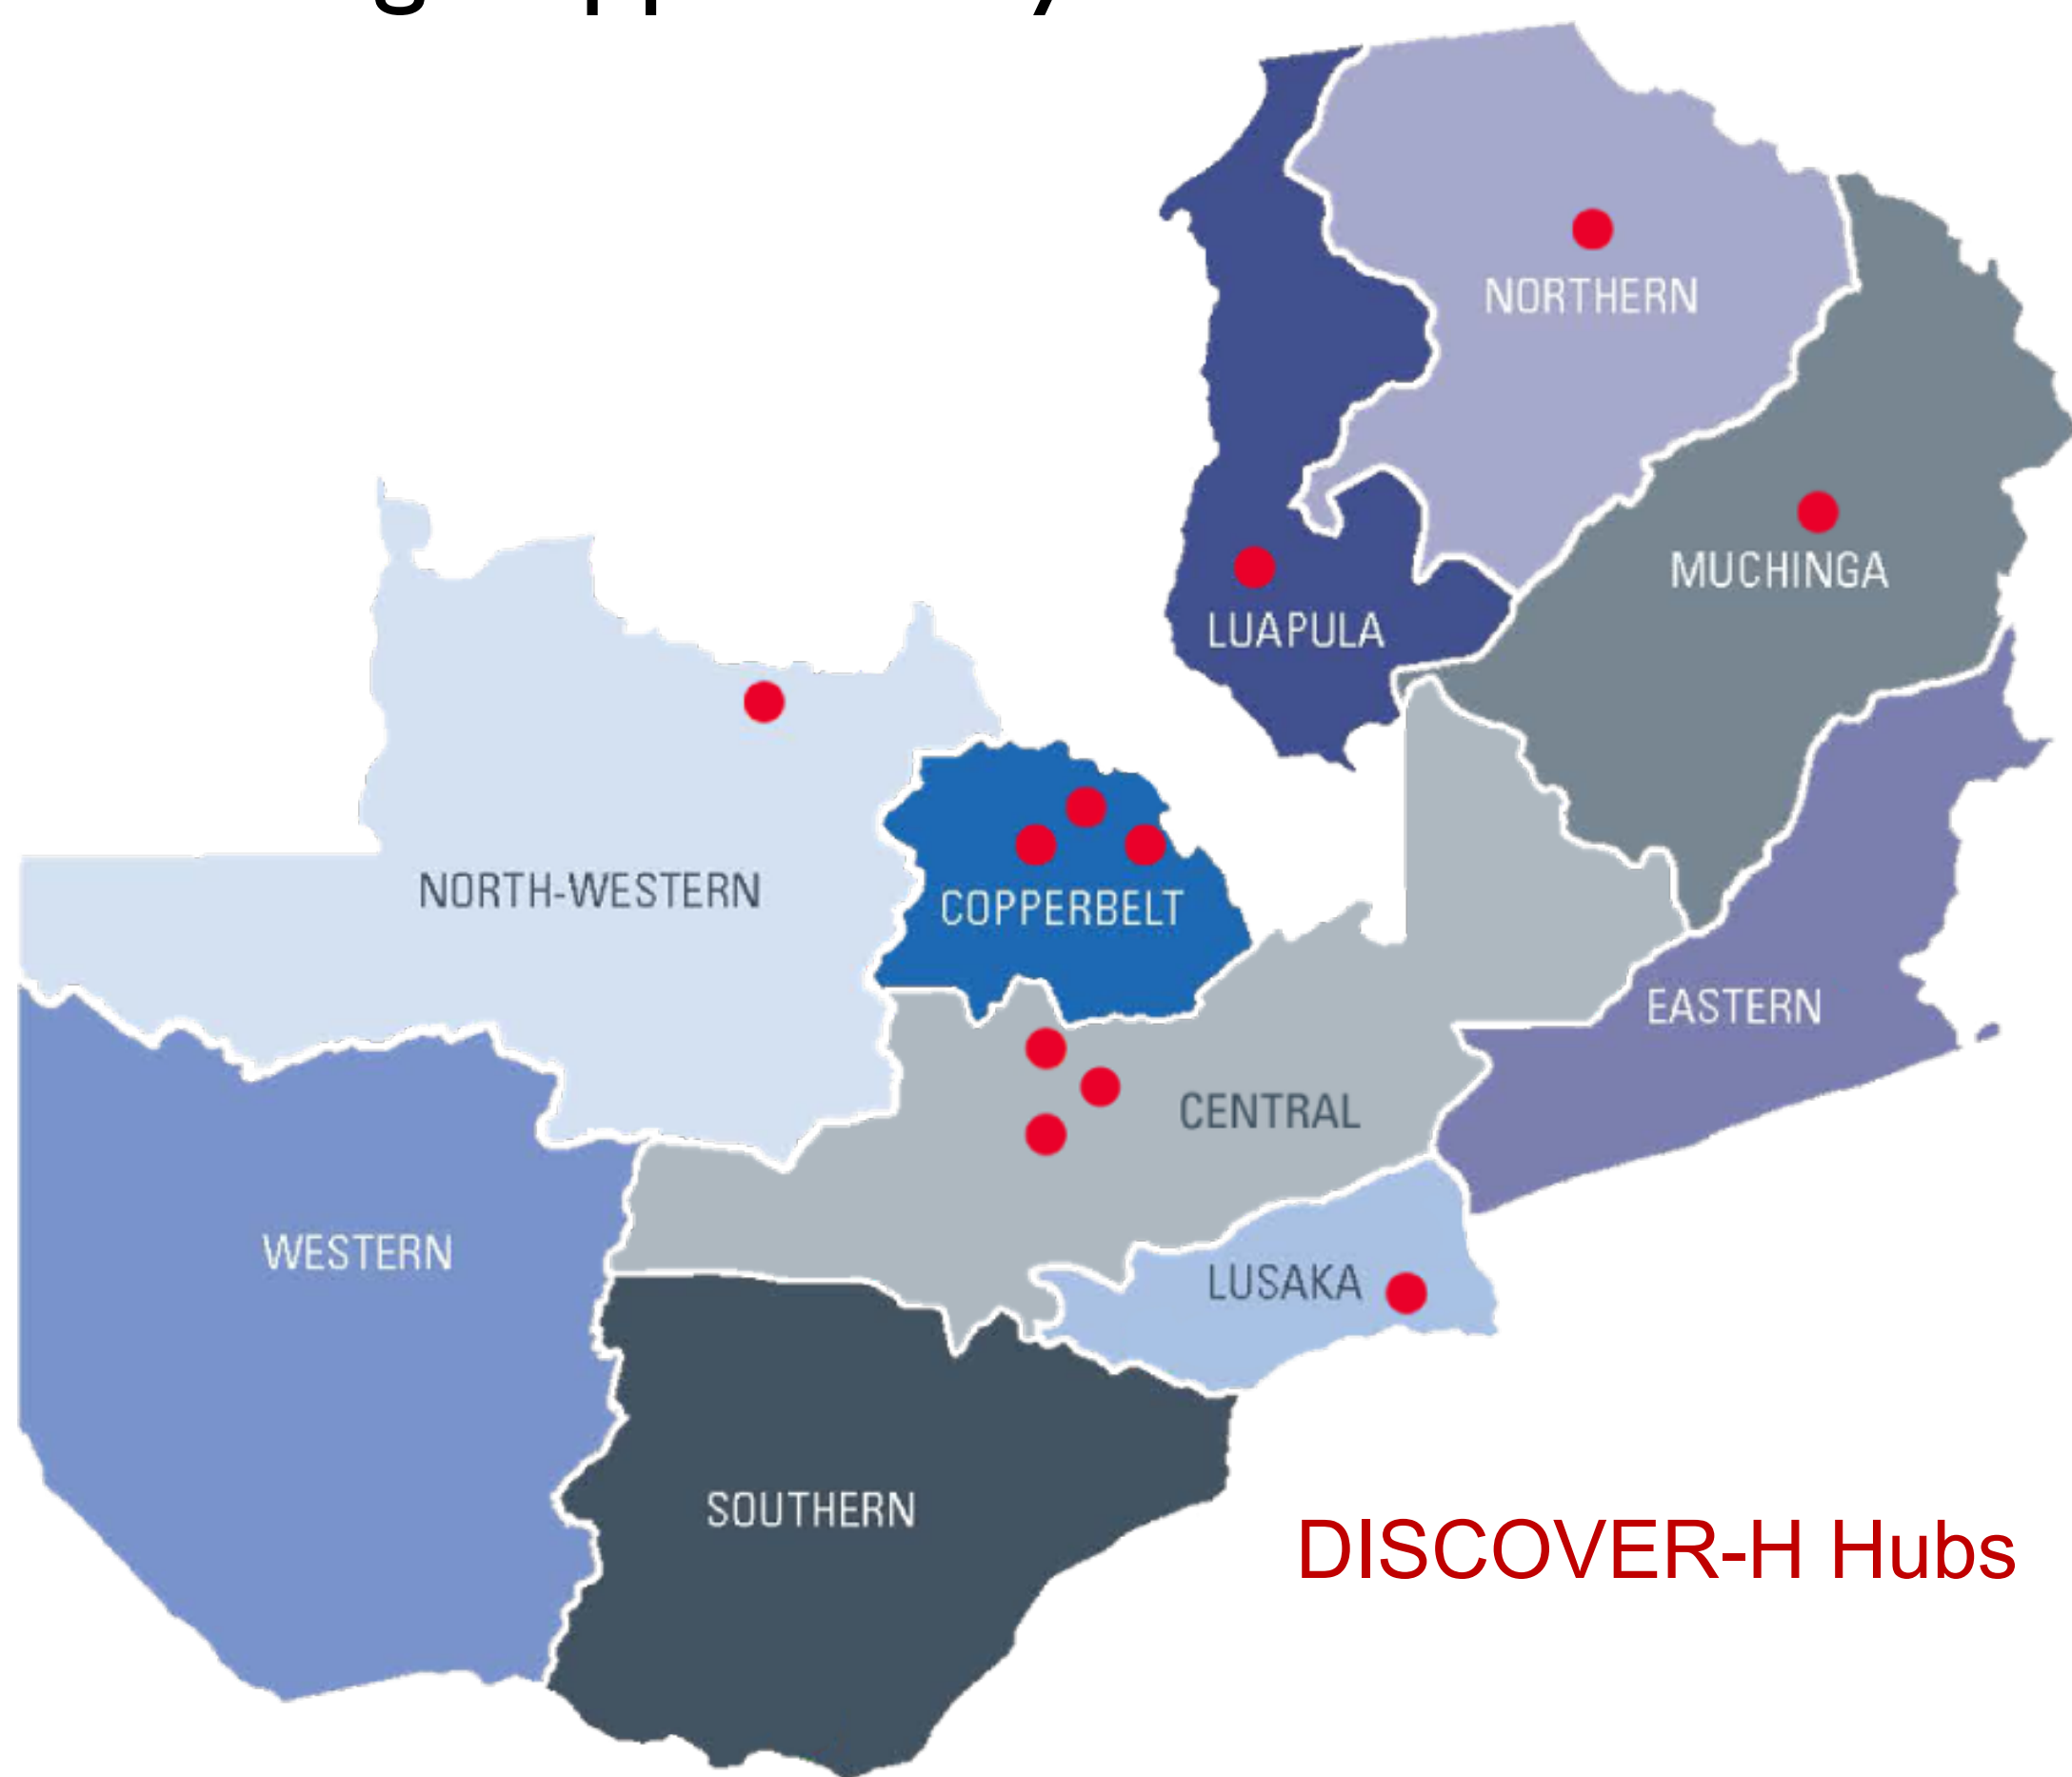 NORTHERN
MUCHINGA
LUAPULA
NORTH-WESTERN
COPPERBELT
EASTERN
CENTRAL
WESTERN
LUSAKA
SOUTHERN
DISCOVER-H Hubs